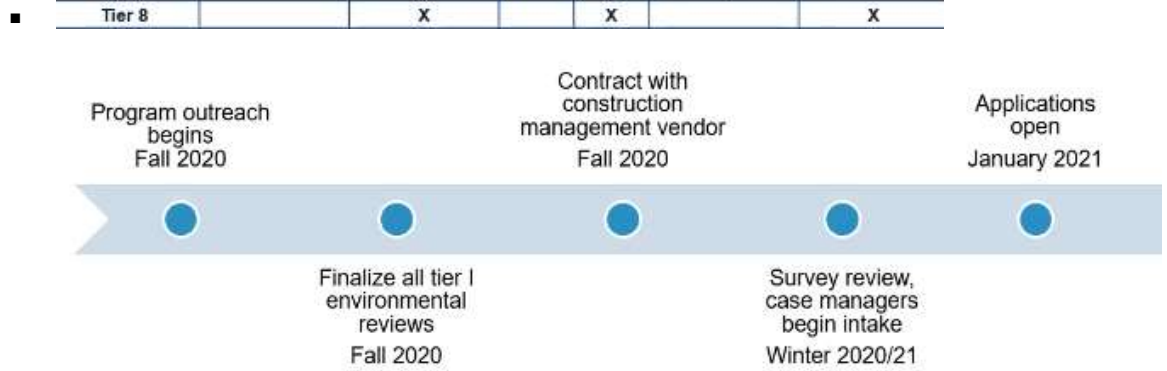 ▪ Tier 8 X X X
Program outreach
begins
Fall 2020
Finalize all tier I
environmental
reviews
Fall 2020
Contract with
construction
management vendor
Fall 2020
Survey review,
case managers
begin intake
Winter 2020/21
Applications
open
January 2021